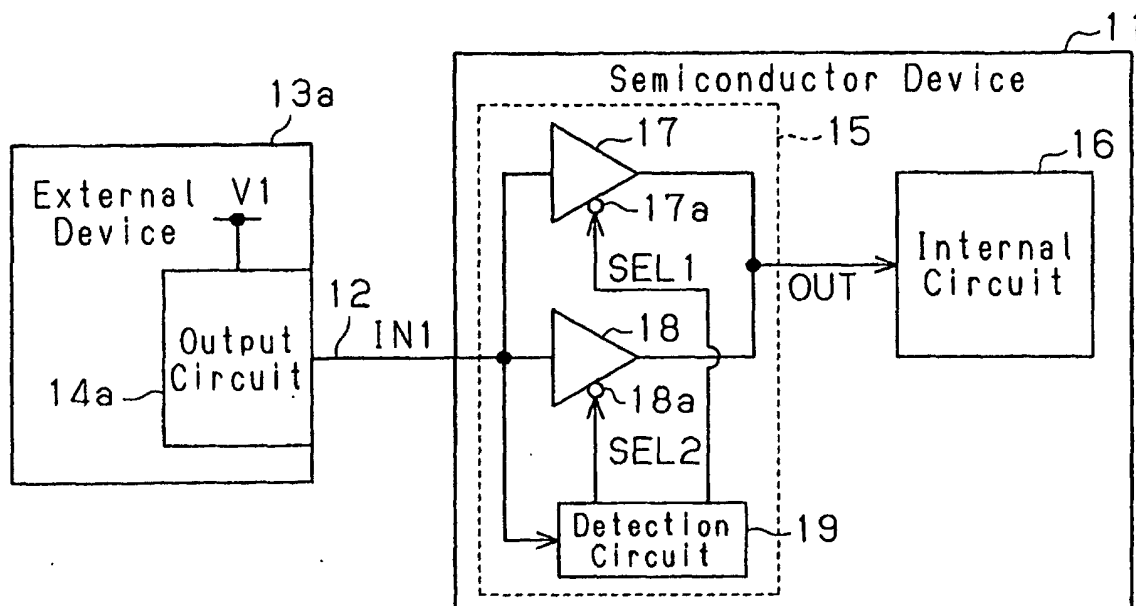 11
Semiconductor Device
13a
17
15
16
External
Device
V1
17a
Internal
Circuit
SEL1
OUT
12
IN1
18
Output
Circuit
14a
18a
SEL2
Detection
Circuit
19